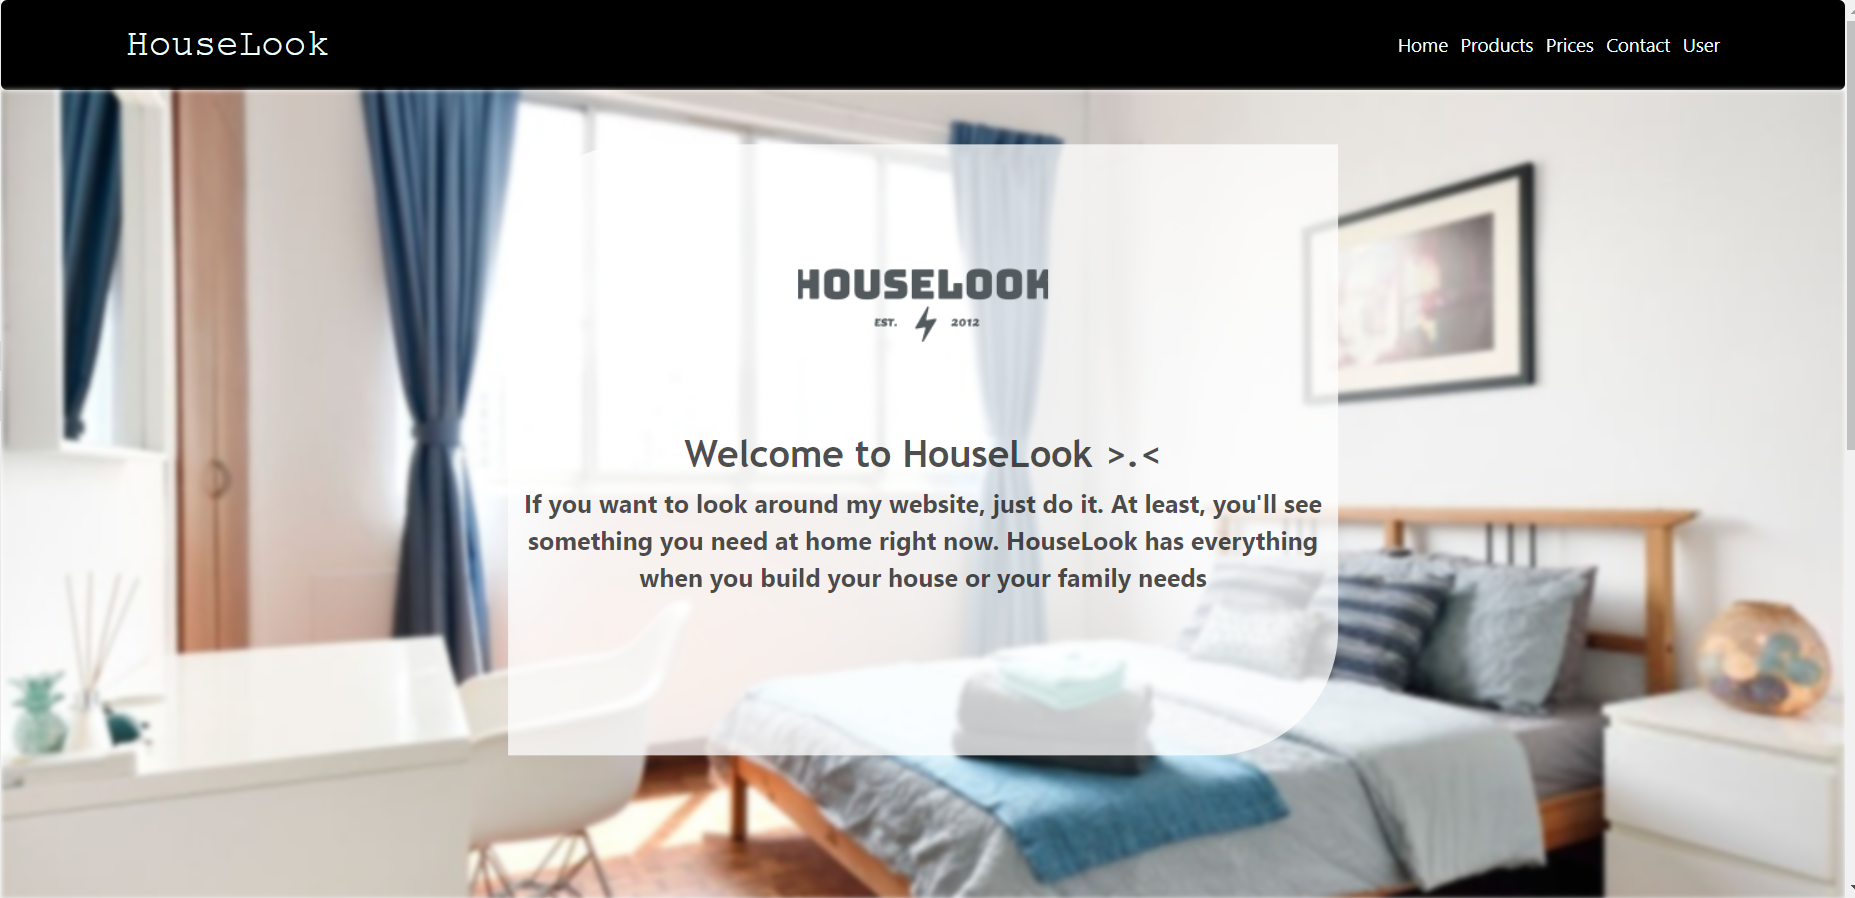 HouseLook
Home Products Prices Contact User
HOUSELOOK
EST. 2012
Welcome to HouseLook >.<
If you want to look around my website, just do it. At least, you'll see
something you need at home right now. HouseLook has everything
when you build your house or your family needs